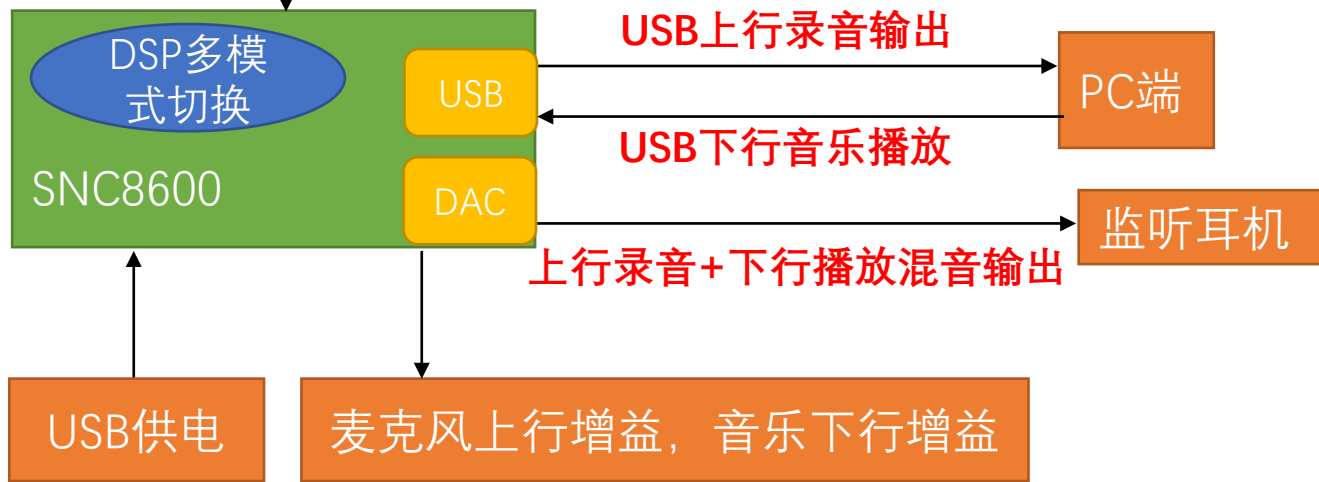 DSP多模
式切换
SNC8600
USB
DAC
USB上行录音输出
PC端
USB下行音乐播放
监听耳机
上行录音+下行播放混音输出
USB供电
麦克风上行增益，音乐下行增益